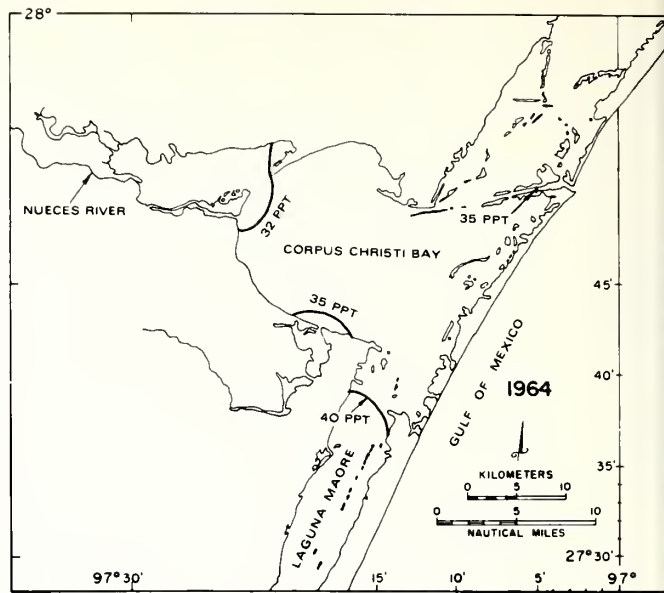 28°
NUECES RIVER
32 PPT
35 PPT
CORPUS CHRISTI BAY
35 PPT
45'
GULF OF MEXICO
40'
1964
40 PPT
35'
KILOMETERS
0 5 10
LAGUNA MADRE
0 5 10
NAUTICAL MILES
27°30'
97°30' 15' 10' 5' 97°